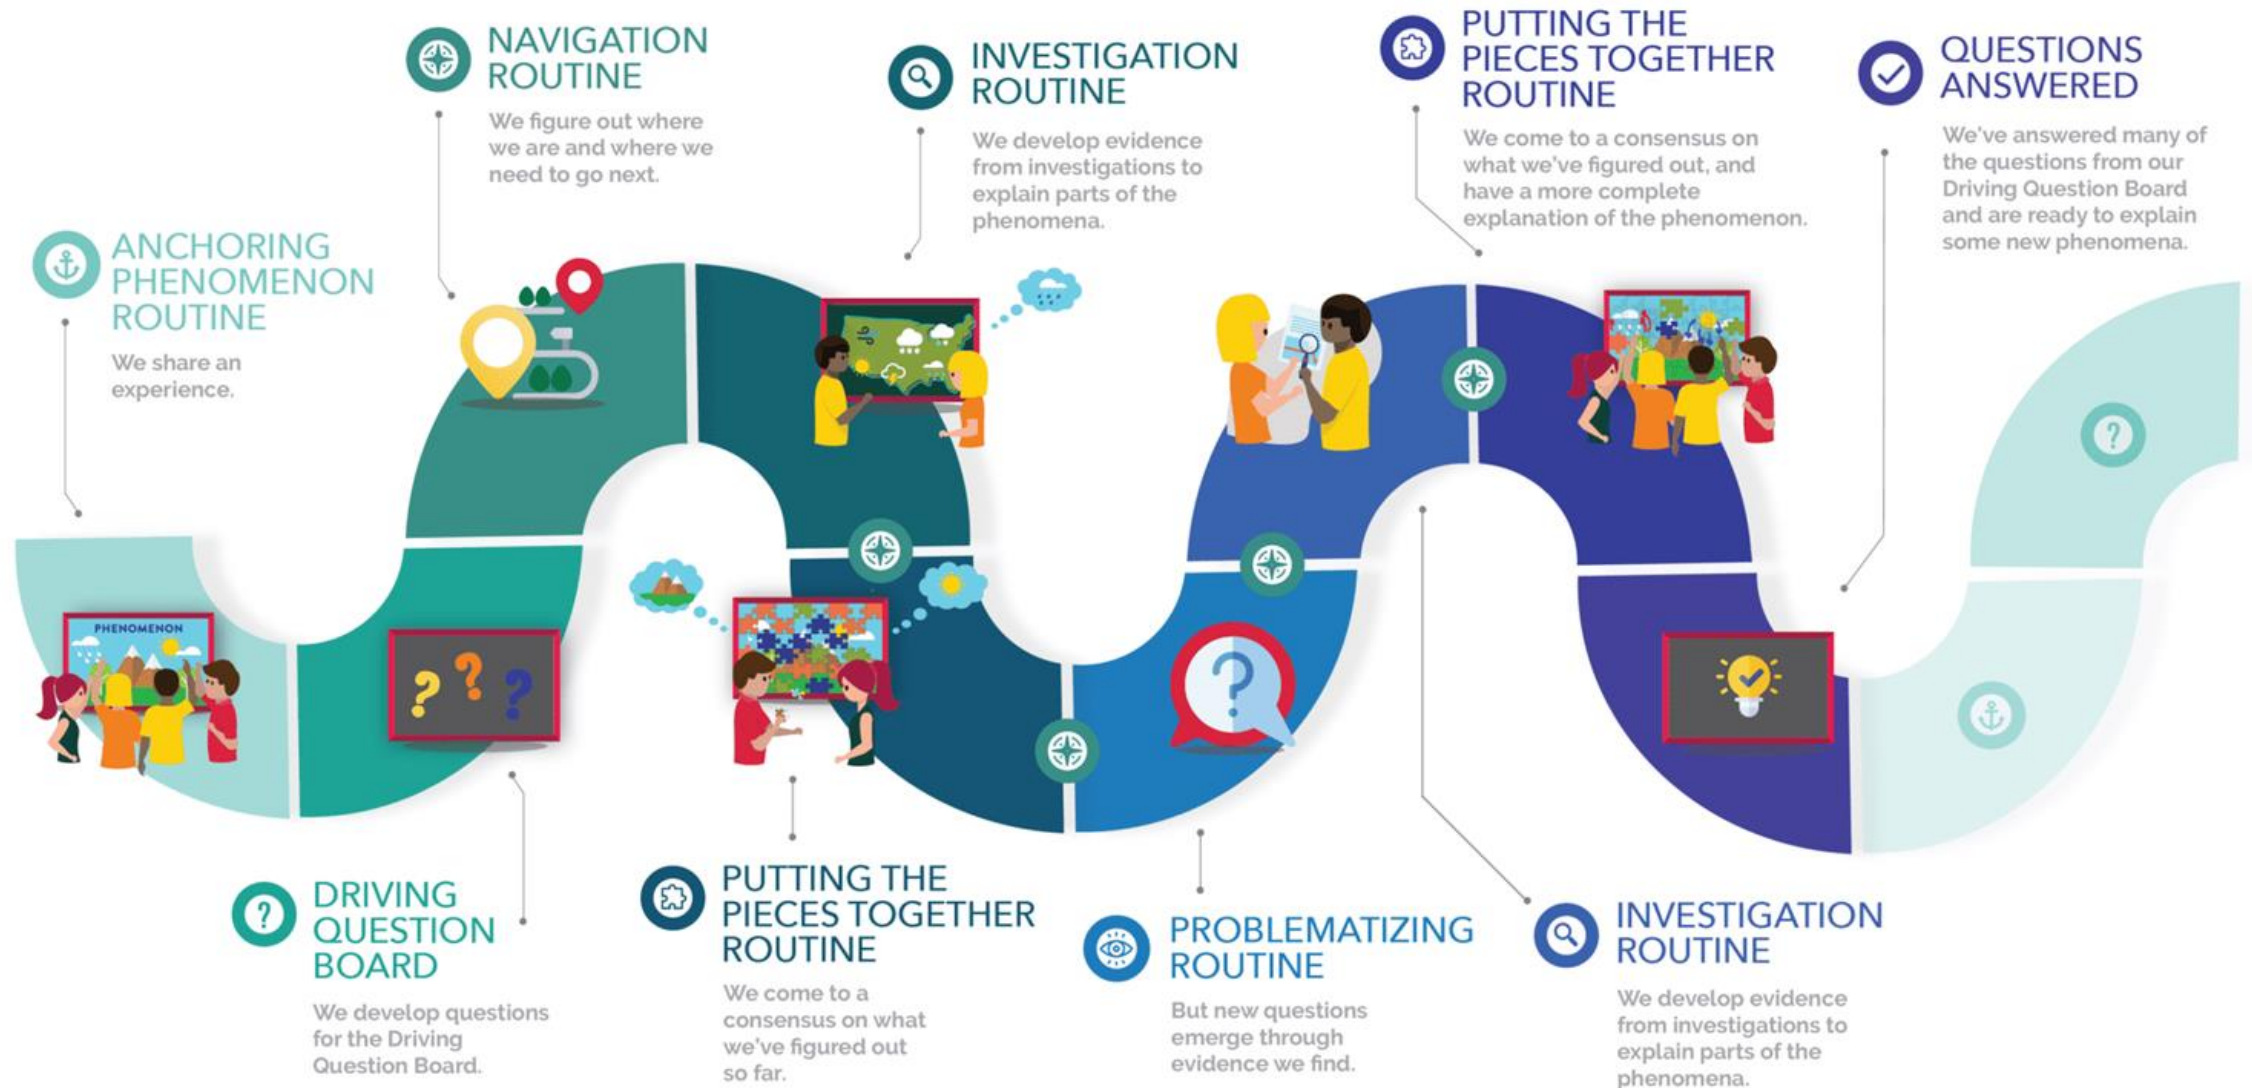 ANCHORING
PHENOMENON
ROUTINE
We share an
experience.
PHENOMENON
DRIVING
QUESTION
BOARD
We develop questions
for the Driving
Question Board.
? ? ?
NAVIGATION
ROUTINE
We figure out where
we are and where we
need to go next.
INVESTIGATION
ROUTINE
We develop evidence
from investigations to
explain parts of the
phenomena.
PUTTING THE
PIECES TOGETHER
ROUTINE
We come to a
consensus on what
we've figured out
so far.
PROBLEMATIZING
ROUTINE
But new questions
emerge through
evidence we find.
?
INVESTIGATION
ROUTINE
We develop evidence
from investigations to
explain parts of the
phenomena.
PUTTING THE
PIECES TOGETHER
ROUTINE
We come to a consensus on
what we've figured out, and
have a more complete
explanation of the phenomenon.
QUESTIONS
ANSWERED
We've answered many of
the questions from our
Driving Question Board
and are ready to explain
some new phenomena.
?